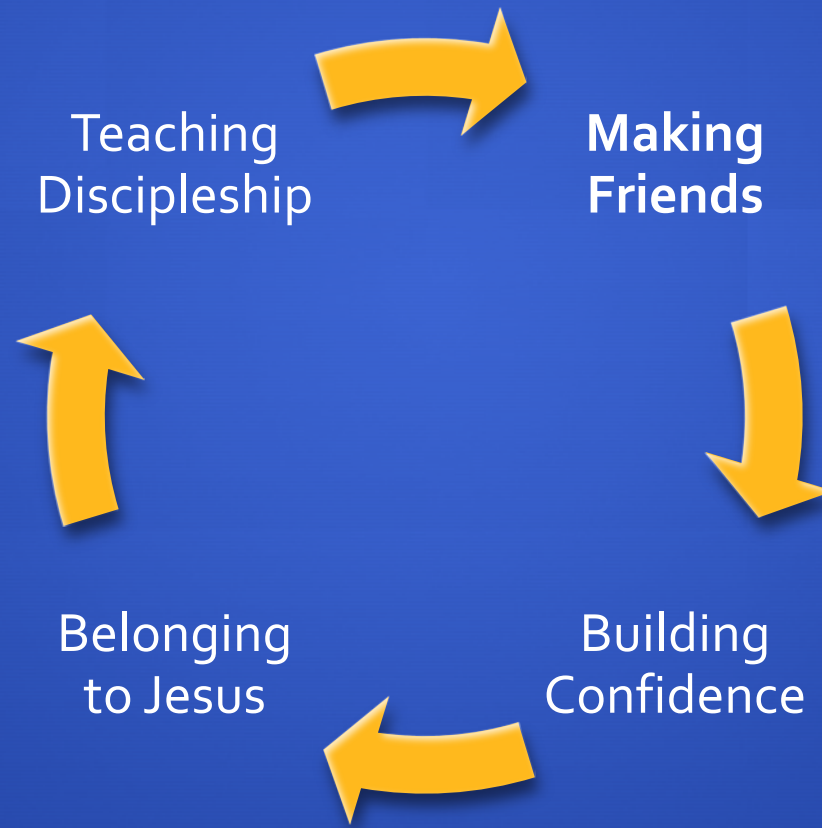 Teaching
Discipleship
Making
Friends
Building
Confidence
Belonging
to Jesus